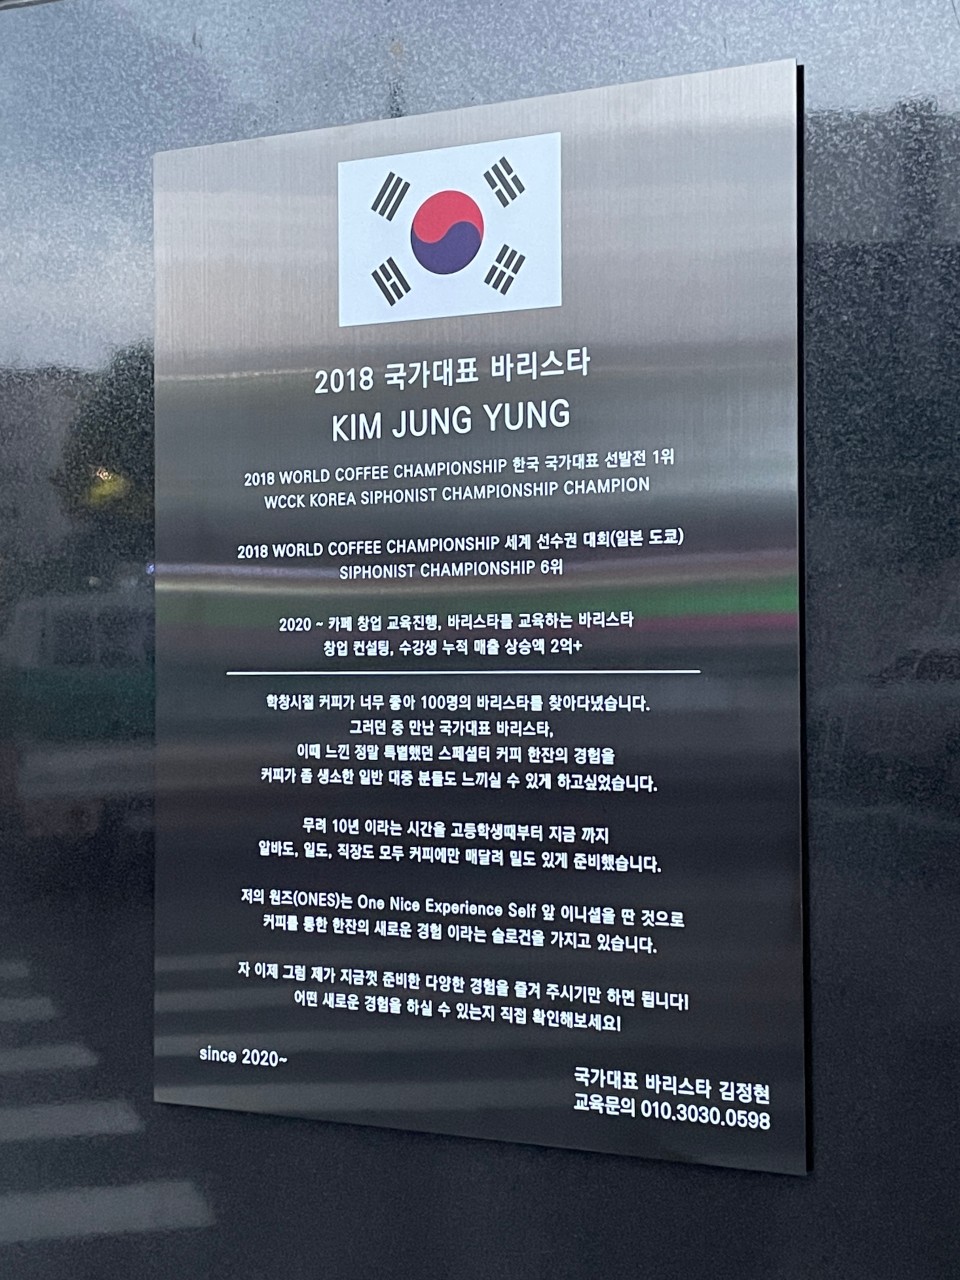 2018 국가대표 바리스타
KIM JUNG YUNG
2018 WORLD COFFEE CHAMPIONSHIP 한국 국가대표 선발전 1위
WCCK KOREA SIPHONIST CHAMPIONSHIP CHAMPION
2018 WORLD COFFEE CHAMPIONSHIP 세계 선수권 대회(일본 도쿄)
SIPHONIST CHAMPIONSHIP 6위
2020 ~ 카페 창업 교육진행, 바리스타를 교육하는 바리스타
창업 컨설팅, 수강생 누적 매출 상승액 2억+
학창시절 커피가 너무 좋아 100명의 바리스타를 찾아다녔습니다.
그러던 중 만난 국가대표 바리스타,
이때 느낀 정말 특별했던 스페셜티 커피 한잔의 경험을
커피가 좀 생소한 일반 대중 분들도 느끼실 수 있게 하고싶었습니다.
무려 10년 이라는 시간을 고등학생때부터 지금 까지
알바도, 일도, 직장도 모두 커피에만 매달려 밀도 있게 준비했습니다.
저의 원즈(ONES)는 One Nice Experience Self 앞 이니셜을 딴 것으로
커피를 통한 한잔의 새로운 경험 이라는 슬로건을 가지고 있습니다.
자 이제 그럼 제가 지금껏 준비한 다양한 경험을 즐겨 주시기만 하면 됩니다!
어떤 새로운 경험을 하실 수 있는지 직접 확인해보세요!
since 2020~
국가대표 바리스타 김정현
교육문의 010.3030.0598